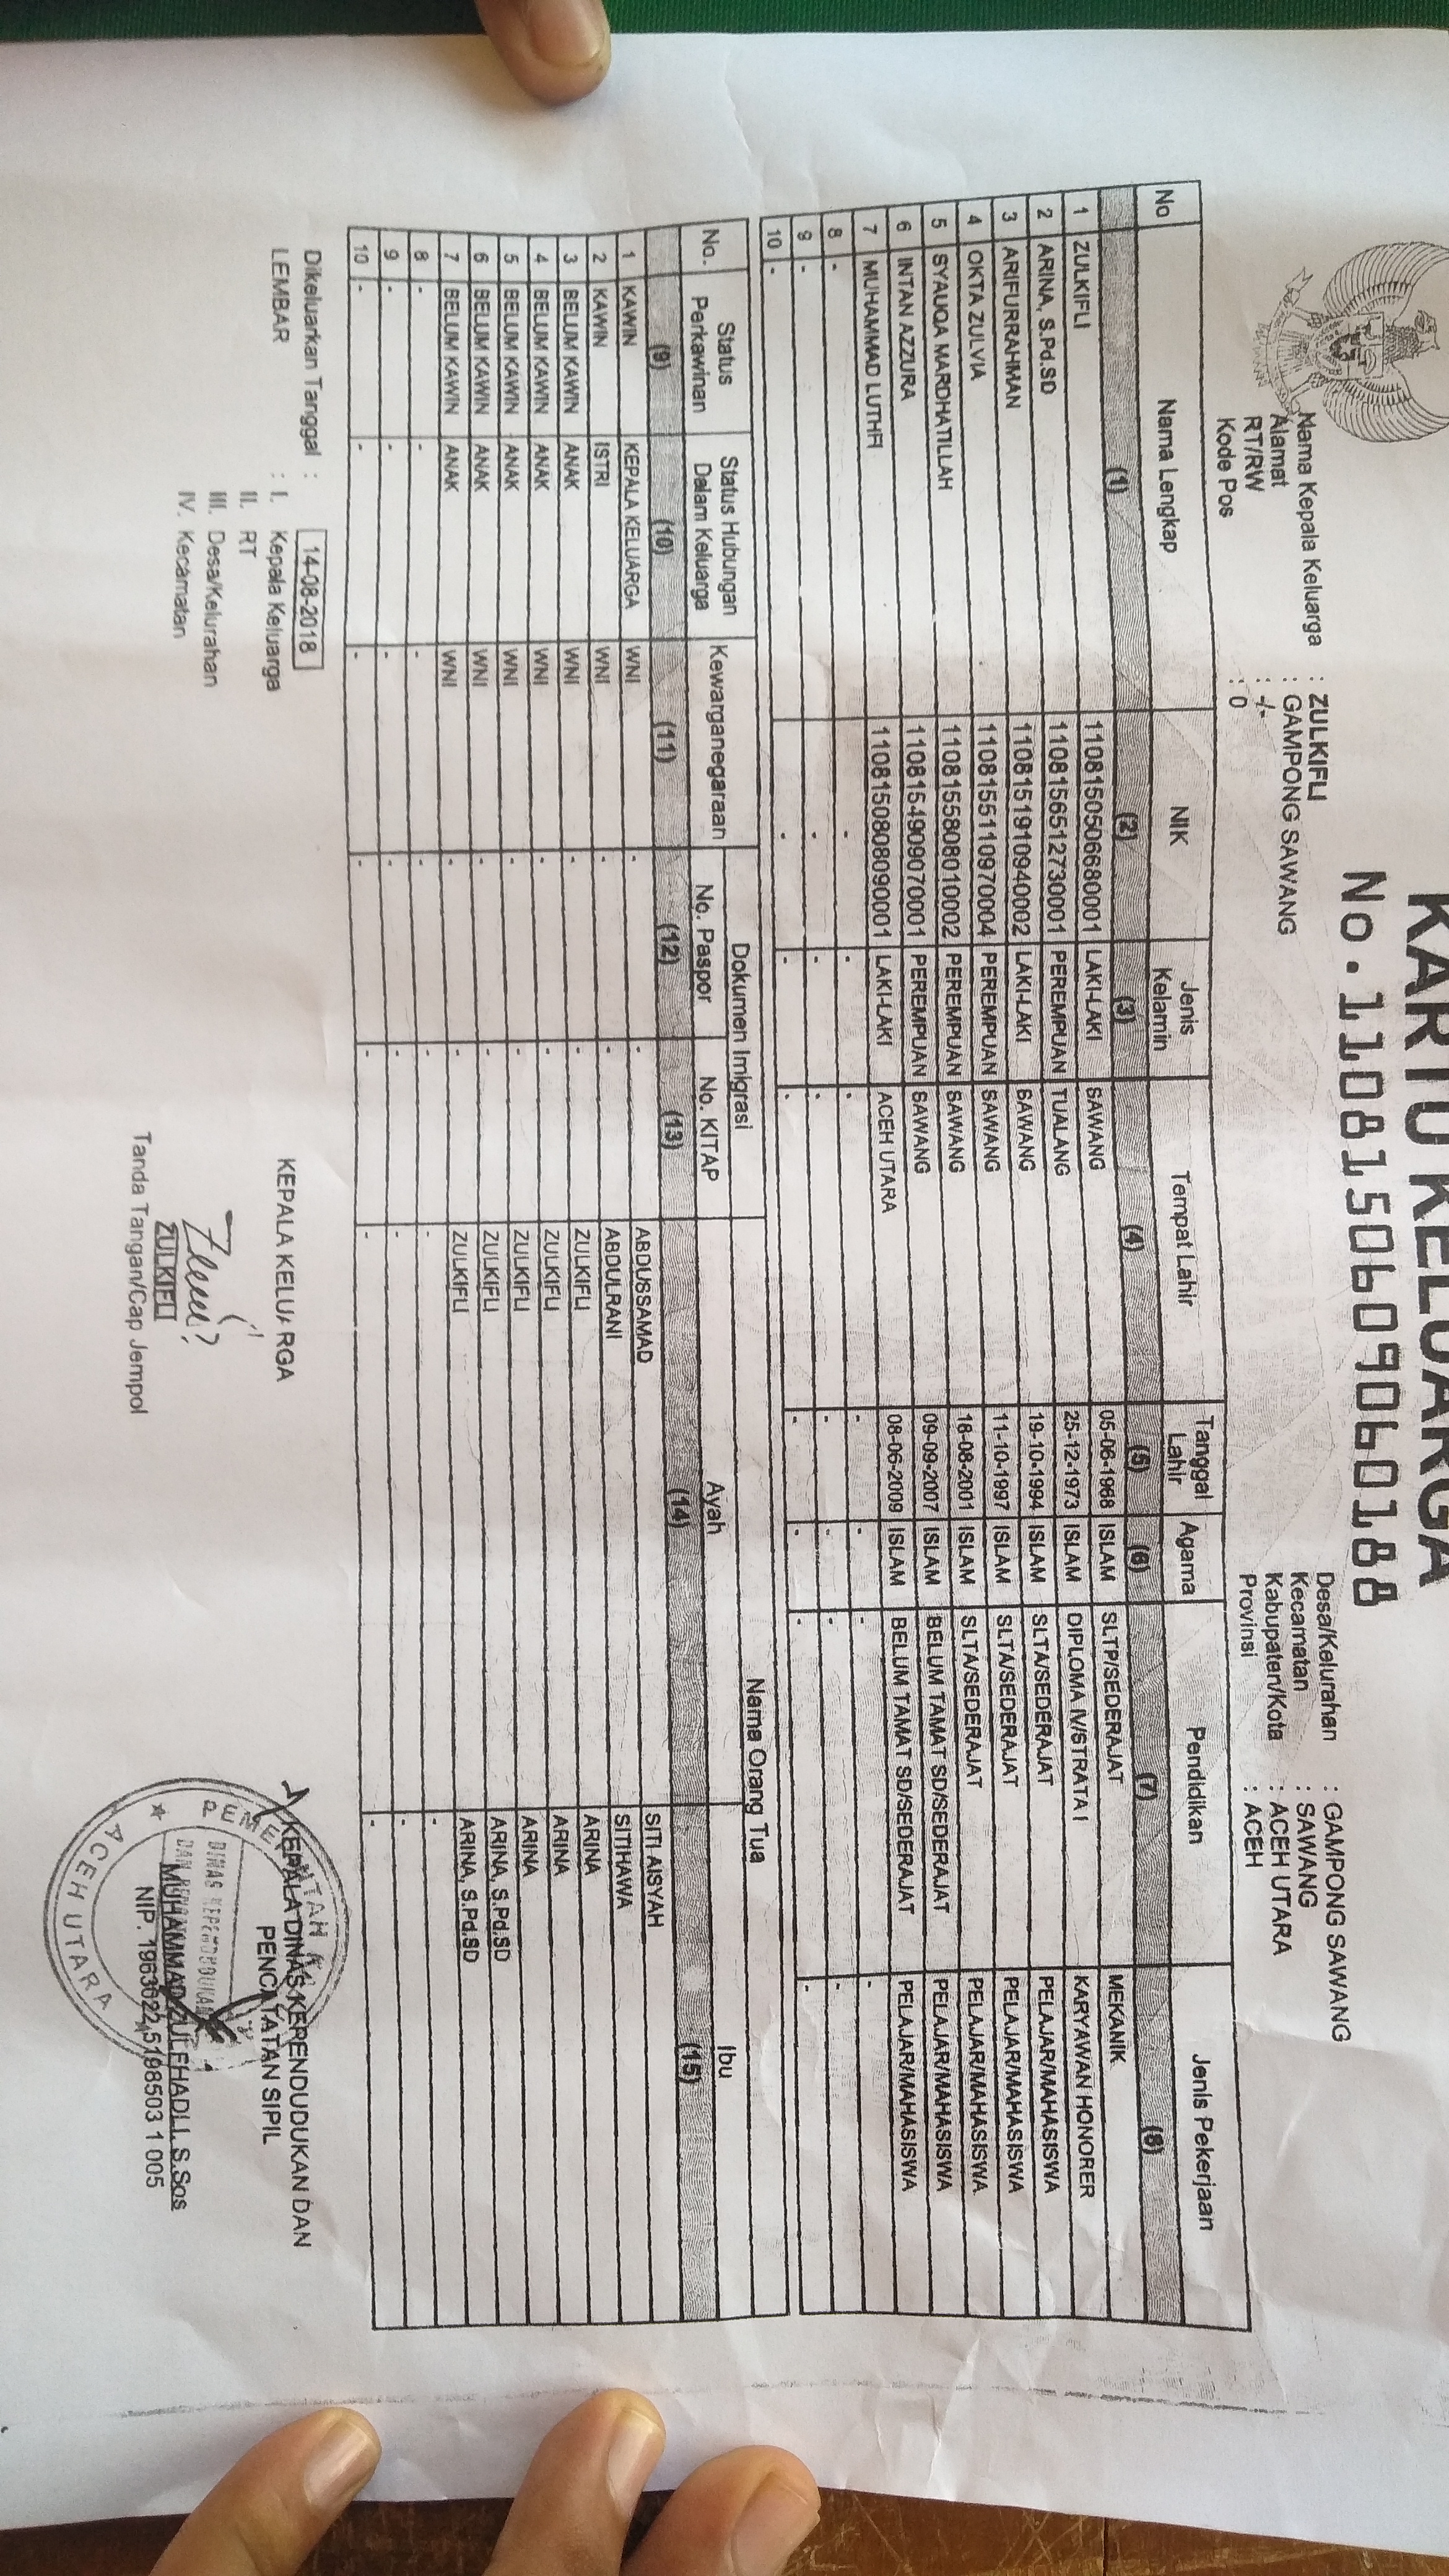 KARTU KELUARGA
No. 1108150609060188
Nama Kepala Keluarga : ZULKIFLI
Alamat : GAMPONG SAWANG
RT/RW : -/-
Kode Pos : 0
Desa/Kelurahan : GAMPONG SAWANG
Kecamatan : SAWANG
Kabupaten/Kota : ACEH UTARA
Provinsi : ACEH
No Nama Lengkap NIK Jenis Kelamin Tempat Lahir Tanggal Lahir Agama Pendidikan Jenis Pekerjaan
(1) (2) (3) (4) (5) (6) (7) (8)
1 ZULKIFLI 1108150506680001 LAKI-LAKI SAWANG 05-06-1968 ISLAM SLTP/SEDERAJAT MEKANIK
2 ARINA, S.Pd.SD 1108156512730001 PEREMPUAN TUALANG 25-12-1973 ISLAM DIPLOMA IV/STRATA I KARYAWAN HONORER
3 ARIFURRAHMAN 1108151910940002 LAKI-LAKI SAWANG 19-10-1994 ISLAM SLTA/SEDERAJAT PELAJAR/MAHASISWA
4 OKTA ZULVIA 1108155110970004 PEREMPUAN SAWANG 11-10-1997 ISLAM SLTA/SEDERAJAT PELAJAR/MAHASISWA
5 SYAUQA MARDHATILLAH 1108155808010002 PEREMPUAN SAWANG 18-08-2001 ISLAM SLTA/SEDERAJAT PELAJAR/MAHASISWA
6 INTAN AZZURA 1108154909070001 PEREMPUAN SAWANG 09-09-2007 ISLAM BELUM TAMAT SD/SEDERAJAT PELAJAR/MAHASISWA
7 MUHAMMAD LUTHFI 1108150808090001 LAKI-LAKI ACEH UTARA 08-06-2009 ISLAM BELUM TAMAT SD/SEDERAJAT PELAJAR/MAHASISWA
8 - - - - - - - -
9 - - - - - - - -
10 - - - - - - - -
No. Status Perkawinan Status Hubungan Dalam Keluarga Kewarganegaraan Dokumen Imigrasi Nama Orang Tua
No. Paspor No. KITAP Ayah Ibu
(9) (10) (11) (12) (13) (14) (15)
1 KAWIN KEPALA KELUARGA WNI - - ABDUSSAMAD SITI AISYAH
2 KAWIN ISTRI WNI - - ABDULRANI SITIHAWA
3 BELUM KAWIN ANAK WNI - - ZULKIFLI ARINA
4 BELUM KAWIN ANAK WNI - - ZULKIFLI ARINA
5 BELUM KAWIN ANAK WNI - - ZULKIFLI ARINA
6 BELUM KAWIN ANAK WNI - - ZULKIFLI ARINA, S.Pd.SD
7 BELUM KAWIN ANAK WNI - - ZULKIFLI ARINA, S.Pd.SD
8 - - - - - - -
9 - - - - - - -
10 - - - - - - -
Dikeluarkan Tanggal : 14-08-2018
LEMBAR : I. Kepala Keluarga
II. RT
III. Desa/Kelurahan
IV. Kecamatan
KEPALA KELUARGA
ZULKIFLI
Tanda Tangan/Cap Jempol
KEPALA DINAS KEPENDUDUKAN DAN
PENCATATAN SIPIL
MUHAMMAD ZULFHADLI, S.Sos
NIP. 19630225 198503 1 005
ACEH UTARA
DINAS KEPENDUDUKAN